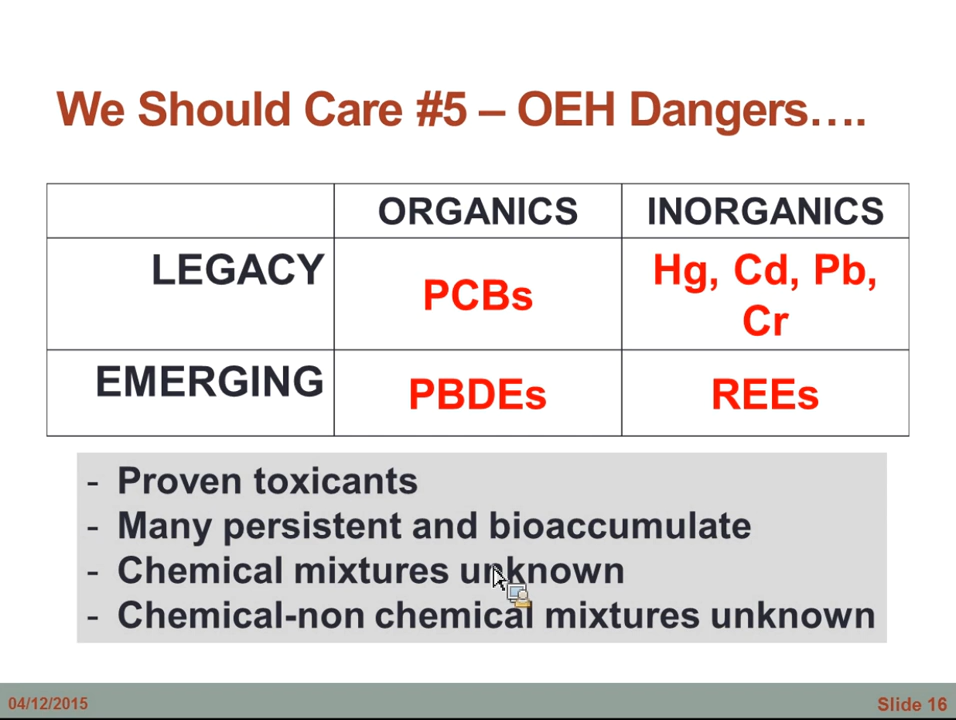 We Should Care #5 – OEH Dangers….
ORGANICS INORGANICS
LEGACY PCBs Hg, Cd, Pb,
Cr
EMERGING PBDEs REEs
- Proven toxicants
- Many persistent and bioaccumulate
- Chemical mixtures unknown
- Chemical-non chemical mixtures unknown
04/12/2015 Slide 16